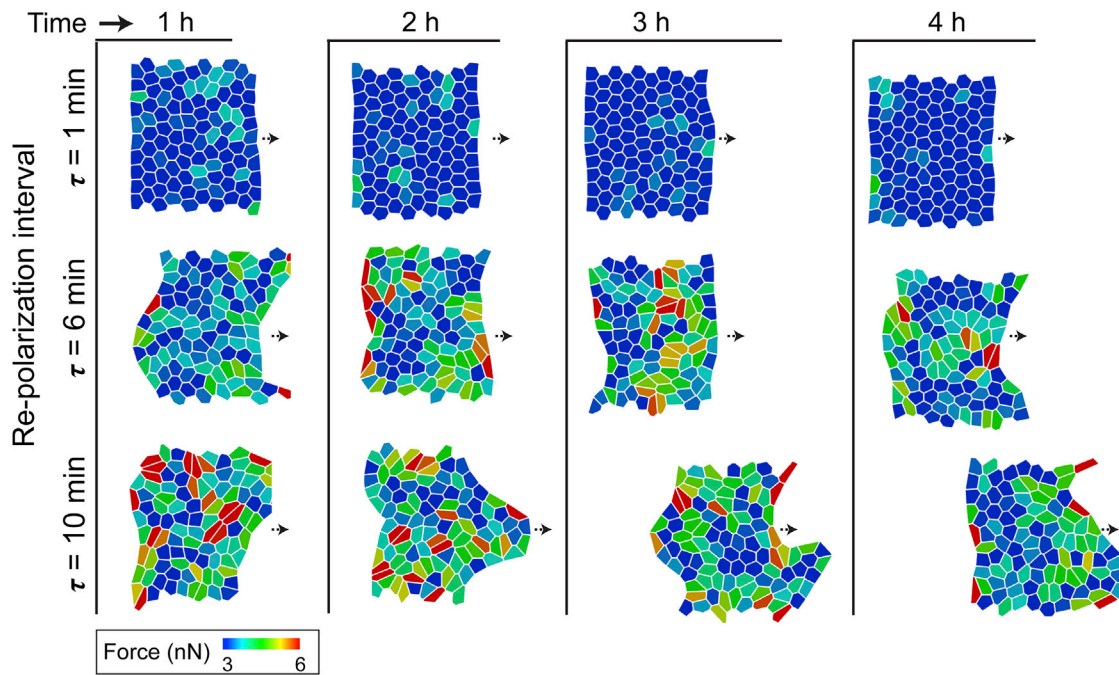 Time 1 h 2 h 3 h 4 h
Re-polarization interval
τ = 1 min
τ = 6 min
τ = 10 min
Force (nN)
3 6